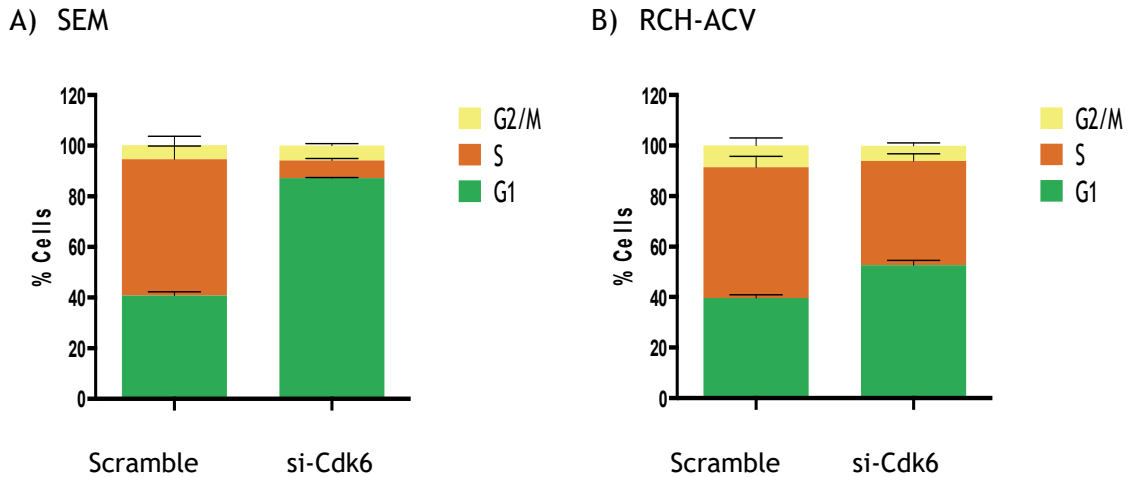 A) SEM
120
100
80
60
40
20
0
% Cells
Scramble
si-Cdk6
G2/M
S
G1
B) RCH-ACV
120
100
80
60
40
20
0
% Cells
Scramble
si-Cdk6
G2/M
S
G1